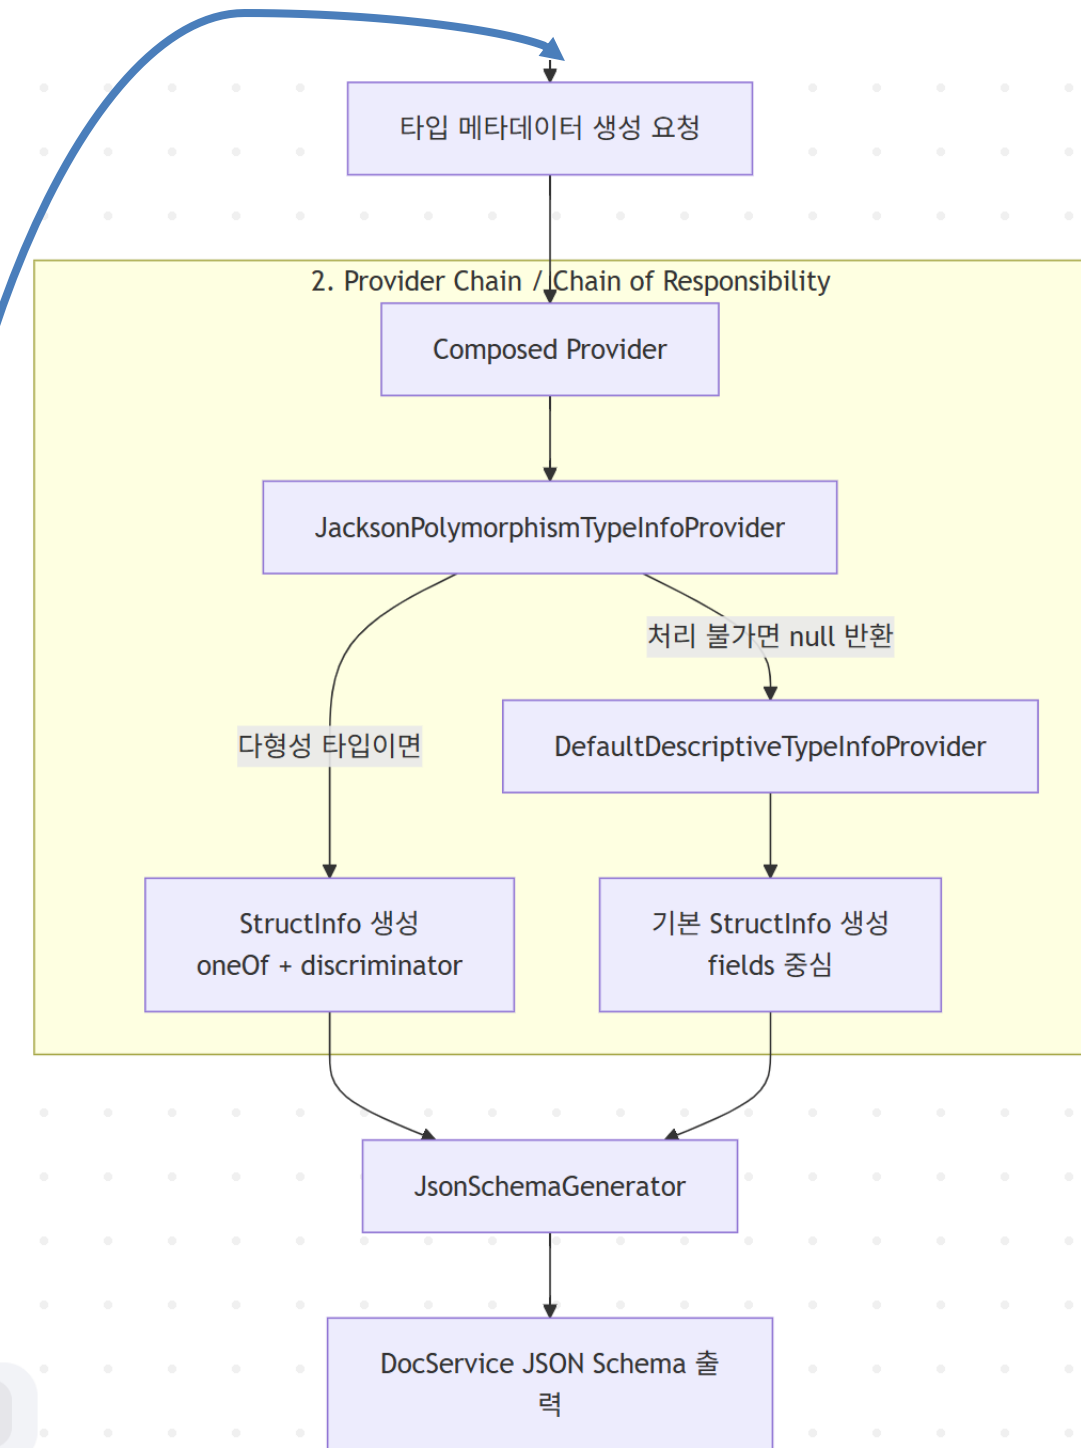 타입 메타데이터 생성 요청
2. Provider Chain / Chain of Responsibility
Composed Provider
JacksonPolymorphismTypeInfoProvider
처리 불가면 null 반환
다형성 타입이면
DefaultDescriptiveTypeInfoProvider
StructInfo 생성
oneOf + discriminator
기본 StructInfo 생성
fields 중심
JsonSchemaGenerator
DocService JSON Schema 출
력